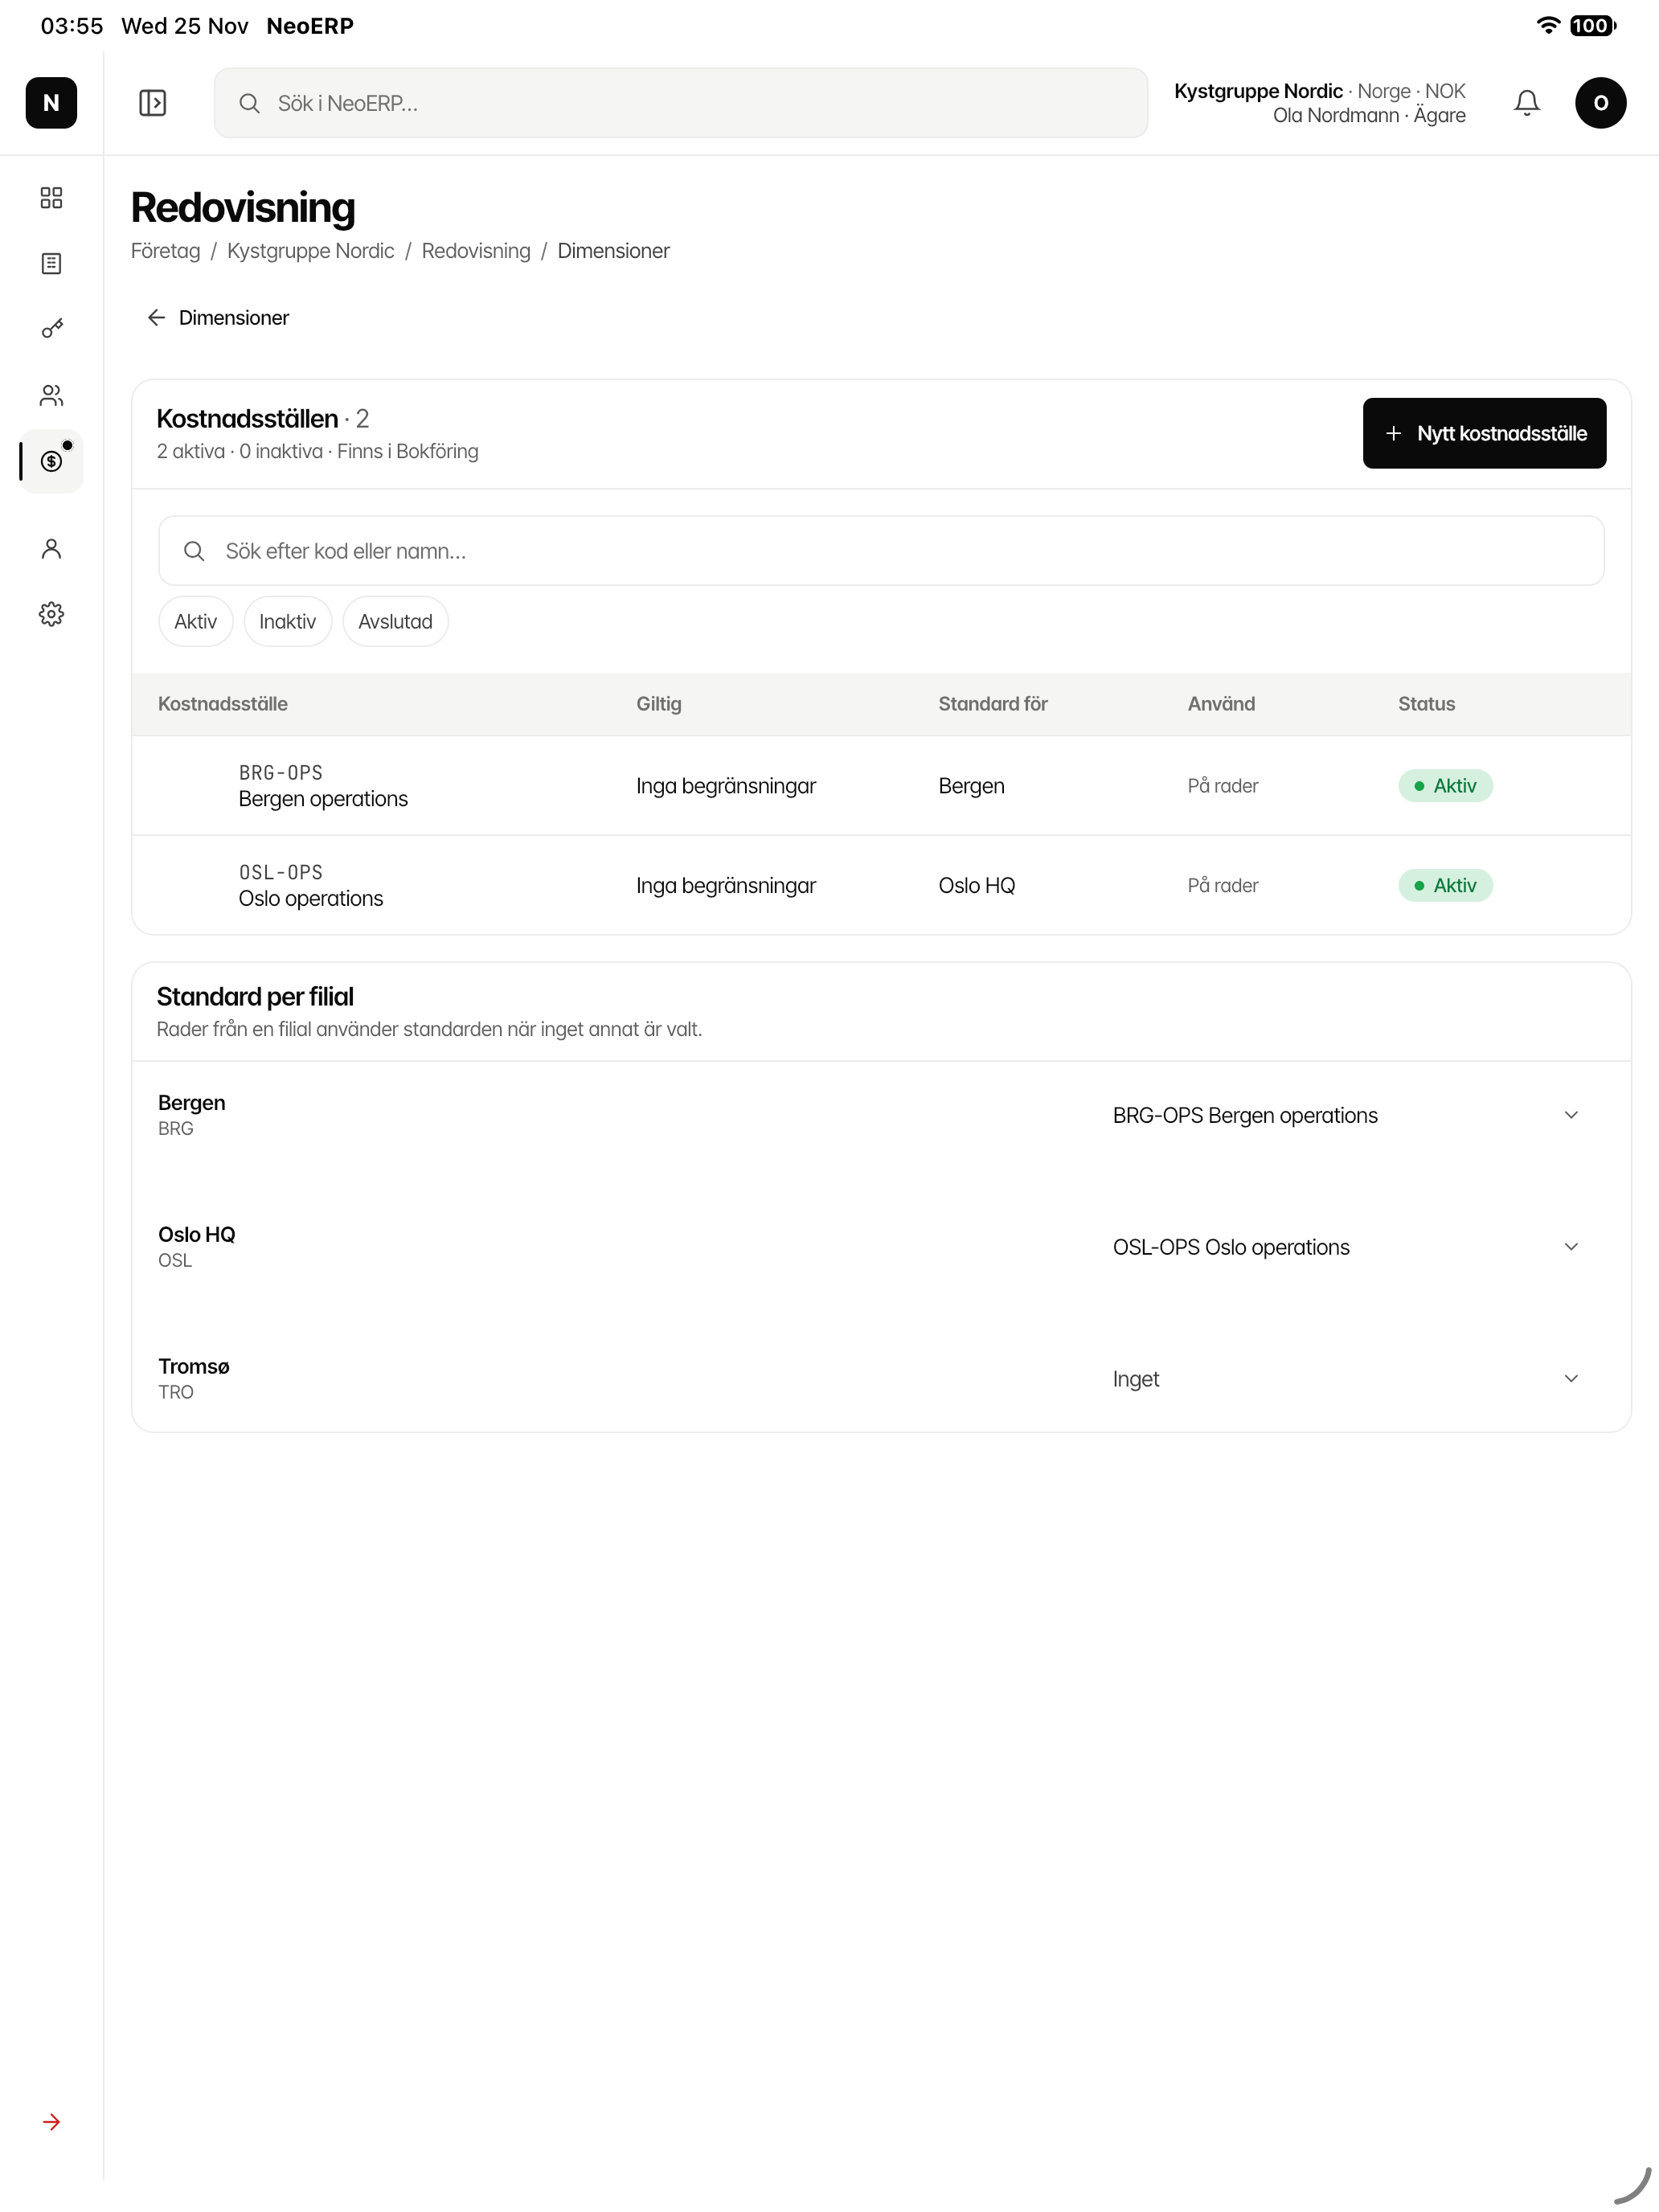 03:55 Wed 25 Nov NeoERP
100
N
Sök i NeoERP...
Kystgruppe Nordic · Norge · NOK
Ola Nordmann · Ägare
O
Redovisning
Företag / Kystgruppe Nordic / Redovisning / Dimensioner
Dimensioner
Kostnadsställen · 2
2 aktiva · 0 inaktiva · Finns i Bokföring
Nytt kostnadsställe
Sök efter kod eller namn...
Aktiv Inaktiv Avslutad
Kostnadsställe Giltig Standard för Använd Status
BRG-OPS
Bergen operations Inga begränsningar Bergen På rader Aktiv
OSL-OPS
Oslo operations Inga begränsningar Oslo HQ På rader Aktiv
Standard per filial
Rader från en filial använder standarden när inget annat är valt.
Bergen
BRG
BRG-OPS Bergen operations
Oslo HQ
OSL
OSL-OPS Oslo operations
Tromsø
TRO
Inget